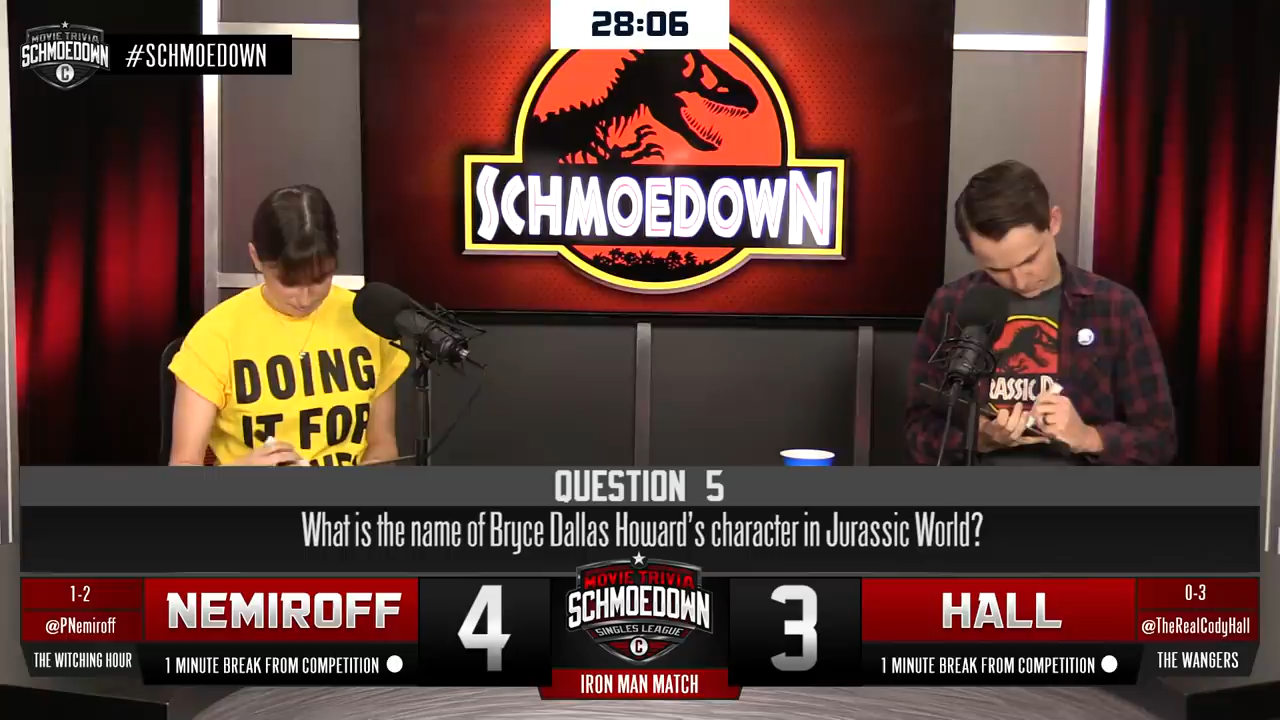 28:06
MOVIE TRIVIA
SCHMOEDOWN
C
#SCHMOEDOWN
SCHMOEDOWN
DOING
IT FOR
QUESTION 5
What is the name of Bryce Dallas Howard's character in Jurassic World?
1-2
@PNemiroff
THE WITCHING HOUR
NEMIROFF
1 MINUTE BREAK FROM COMPETITION
4
MOVIE TRIVIA
SCHMOEDOWN
SINGLES LEAGUE
C
IRON MAN MATCH
3
HALL
1 MINUTE BREAK FROM COMPETITION
0-3
@TheRealCodyHall
THE WANGERS